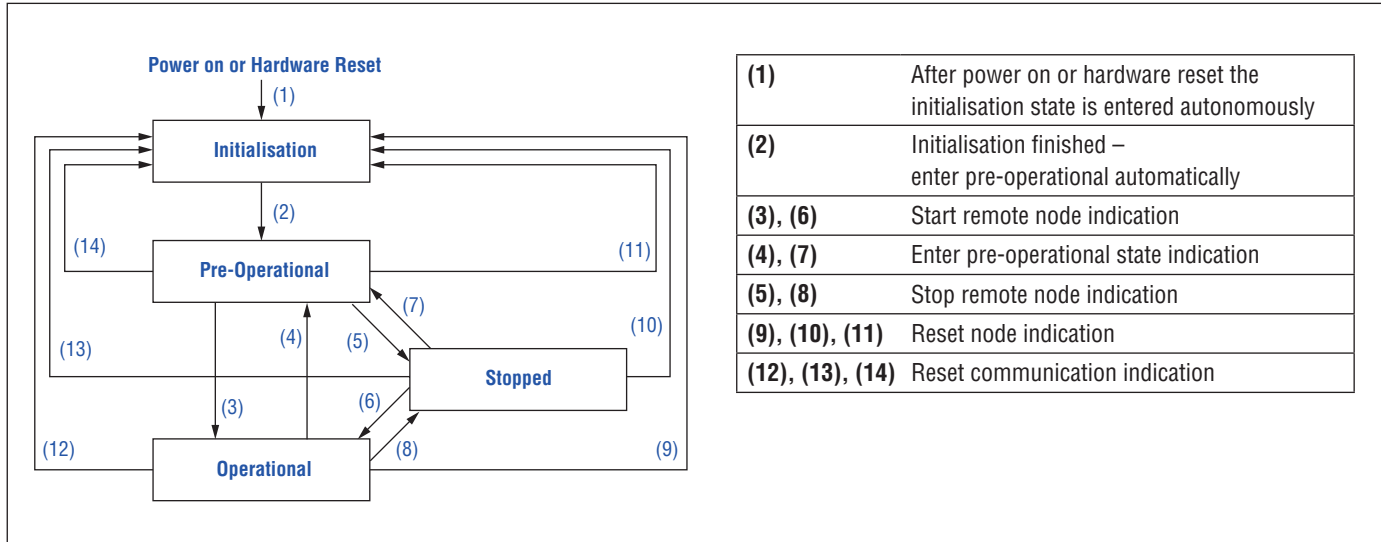 Power on or Hardware Reset
(1)
Initialisation
(2)
(14)
(11)
Pre-Operational
(7)
(4)
(5)
(10)
(13)
Stopped
(6)
(3)
(12)
(8)
(9)
Operational
(1) After power on or hardware reset the
initialisation state is entered autonomously
(2) Initialisation finished –
enter pre-operational automatically
(3), (6) Start remote node indication
(4), (7) Enter pre-operational state indication
(5), (8) Stop remote node indication
(9), (10), (11) Reset node indication
(12), (13), (14) Reset communication indication